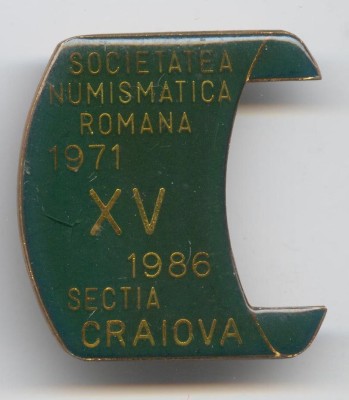 SOCIETATEA
NUMISMATICA
ROMANA
1971
XV
1986
SECTIA
CRAIOVA